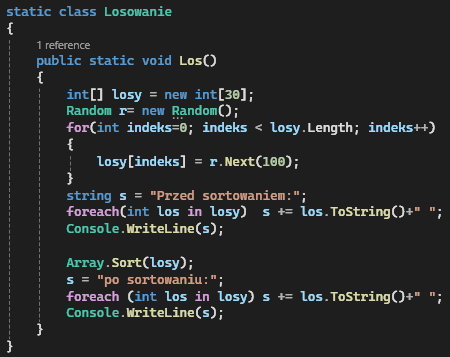 static class Losowanie
{
1 reference
public static void Los()
{
int[] losy = new int[30];
Random r= new Random();
for(int indeks=0; indeks < losy.Length; indeks++)
{
losy[indeks] = r.Next(100);
}
string s = "Przed sortowaniem:";
foreach(int los in losy)  s += los.ToString()+" ";
Console.WriteLine(s);
Array.Sort(losy);
s = "po sortowaniu:";
foreach (int los in losy) s += los.ToString()+" ";
Console.WriteLine(s);
}
}